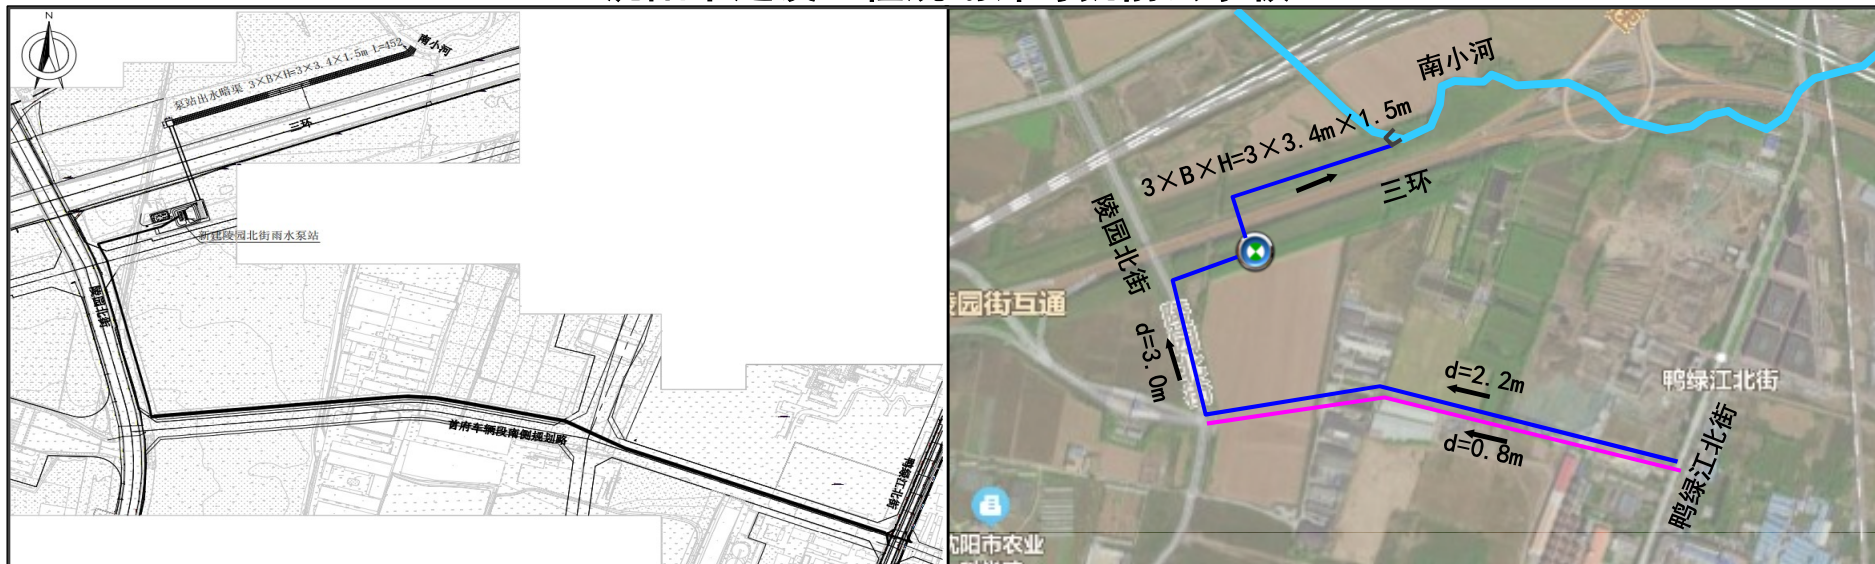 N
南小河
泵站出水暗渠 3×B×H=3×3.4×1.5m L=452
三环
新建陵园北街雨水泵站
陵园北街
首府车辆段南侧规划路
鸭绿江北街
南小河
3×B×H=3×3.4m×1.5m
三环
陵园北街
园街互通
d=3.0m
d=2.2m
d=0.8m
鸭绿江北街
鸭绿江北街
沈阳市农业